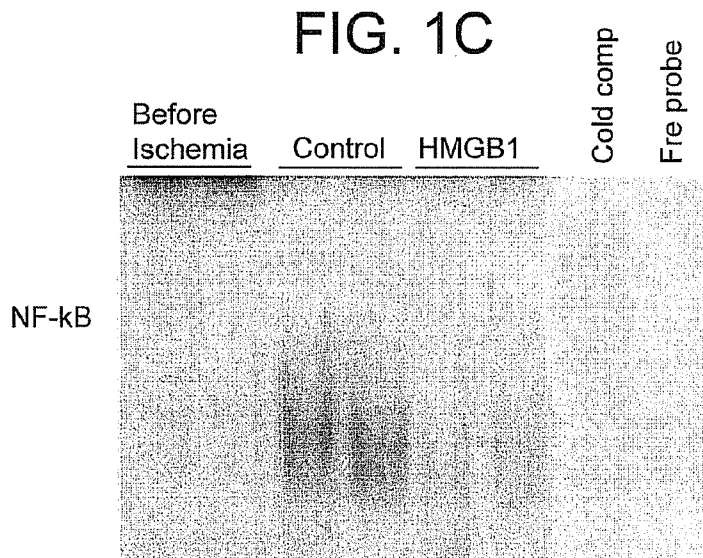 FIG. 1C
Before
Ischemia
Control
HMGB1
Cold comp
Fre probe
NF-kB